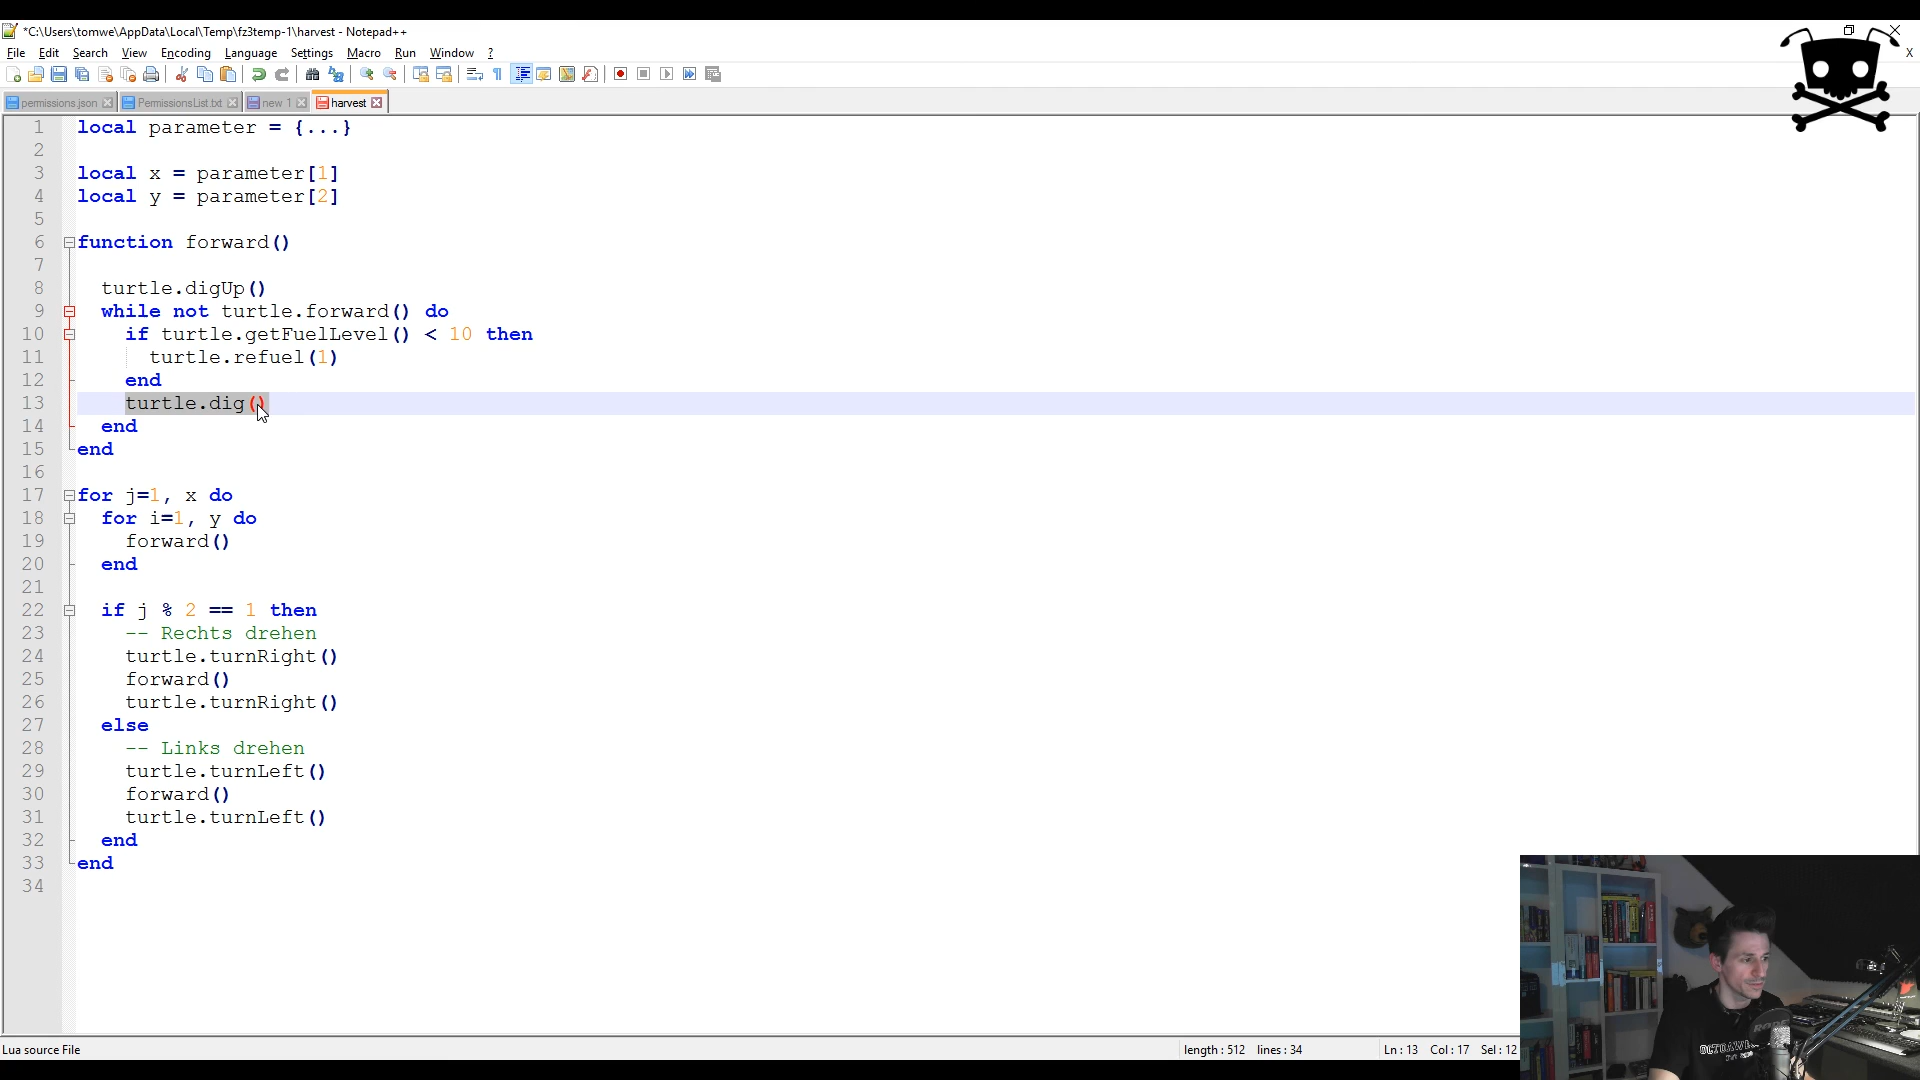 *C:\Users\tomwe\AppData\Local\Temp\fz3temp-1\harvest - Notepad++
File Edit Search View Encoding Language Settings Macro Run Window ? X
permissions.json PermissionsList.txt new 1 harvest
1 local parameter = {...}
2
3 local x = parameter[1]
4 local y = parameter[2]
5
6 function forward()
7
8 turtle.digUp()
9 while not turtle.forward() do
10 if turtle.getFuelLevel() < 10 then
11 turtle.refuel(1)
12 end
13 turtle.dig()
14 end
15 end
16
17 for j=1, x do
18 for i=1, y do
19 forward()
20 end
21
22 if j % 2 == 1 then
23 -- Rechts drehen
24 turtle.turnRight()
25 forward()
26 turtle.turnRight()
27 else
28 -- Links drehen
29 turtle.turnLeft()
30 forward()
31 turtle.turnLeft()
32 end
33 end
34
Lua source File length : 512 lines : 34 Ln : 13 Col : 17 Sel : 12